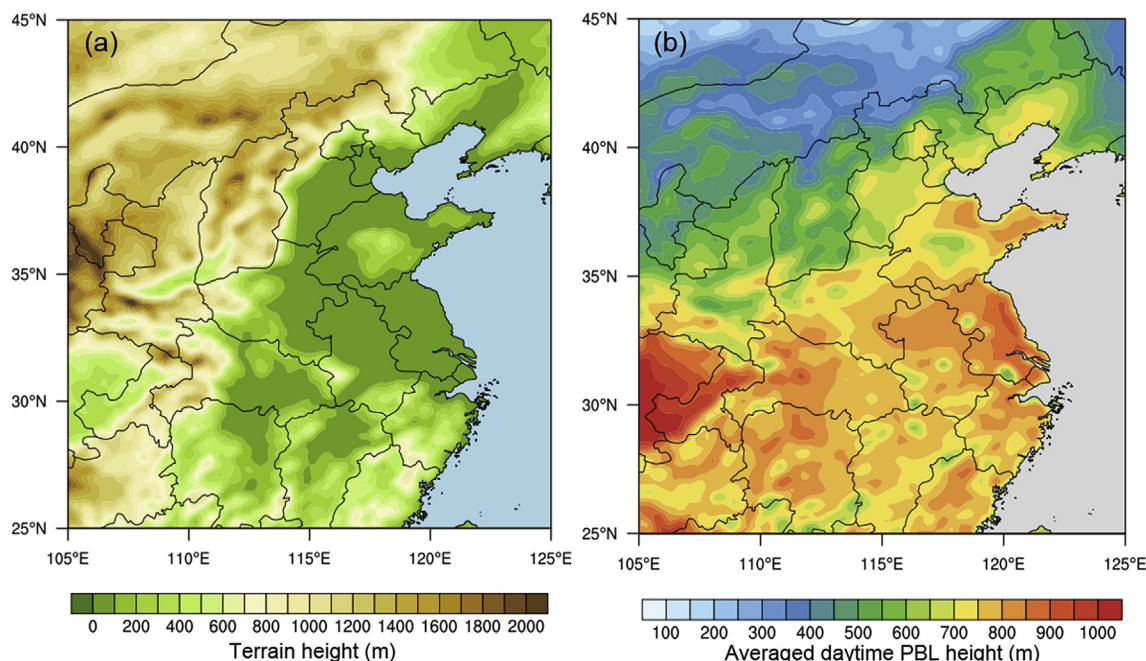 (a)
45°N
40°N
35°N
30°N
25°N
105°E 110°E 115°E 120°E 125°E
0 200 400 600 800 1000 1200 1400 1600 1800 2000
Terrain height (m)
(b)
45°N
40°N
35°N
30°N
25°N
105°E 110°E 115°E 120°E 125°E
100 200 300 400 500 600 700 800 900 1000
Averaged daytime PBL height (m)